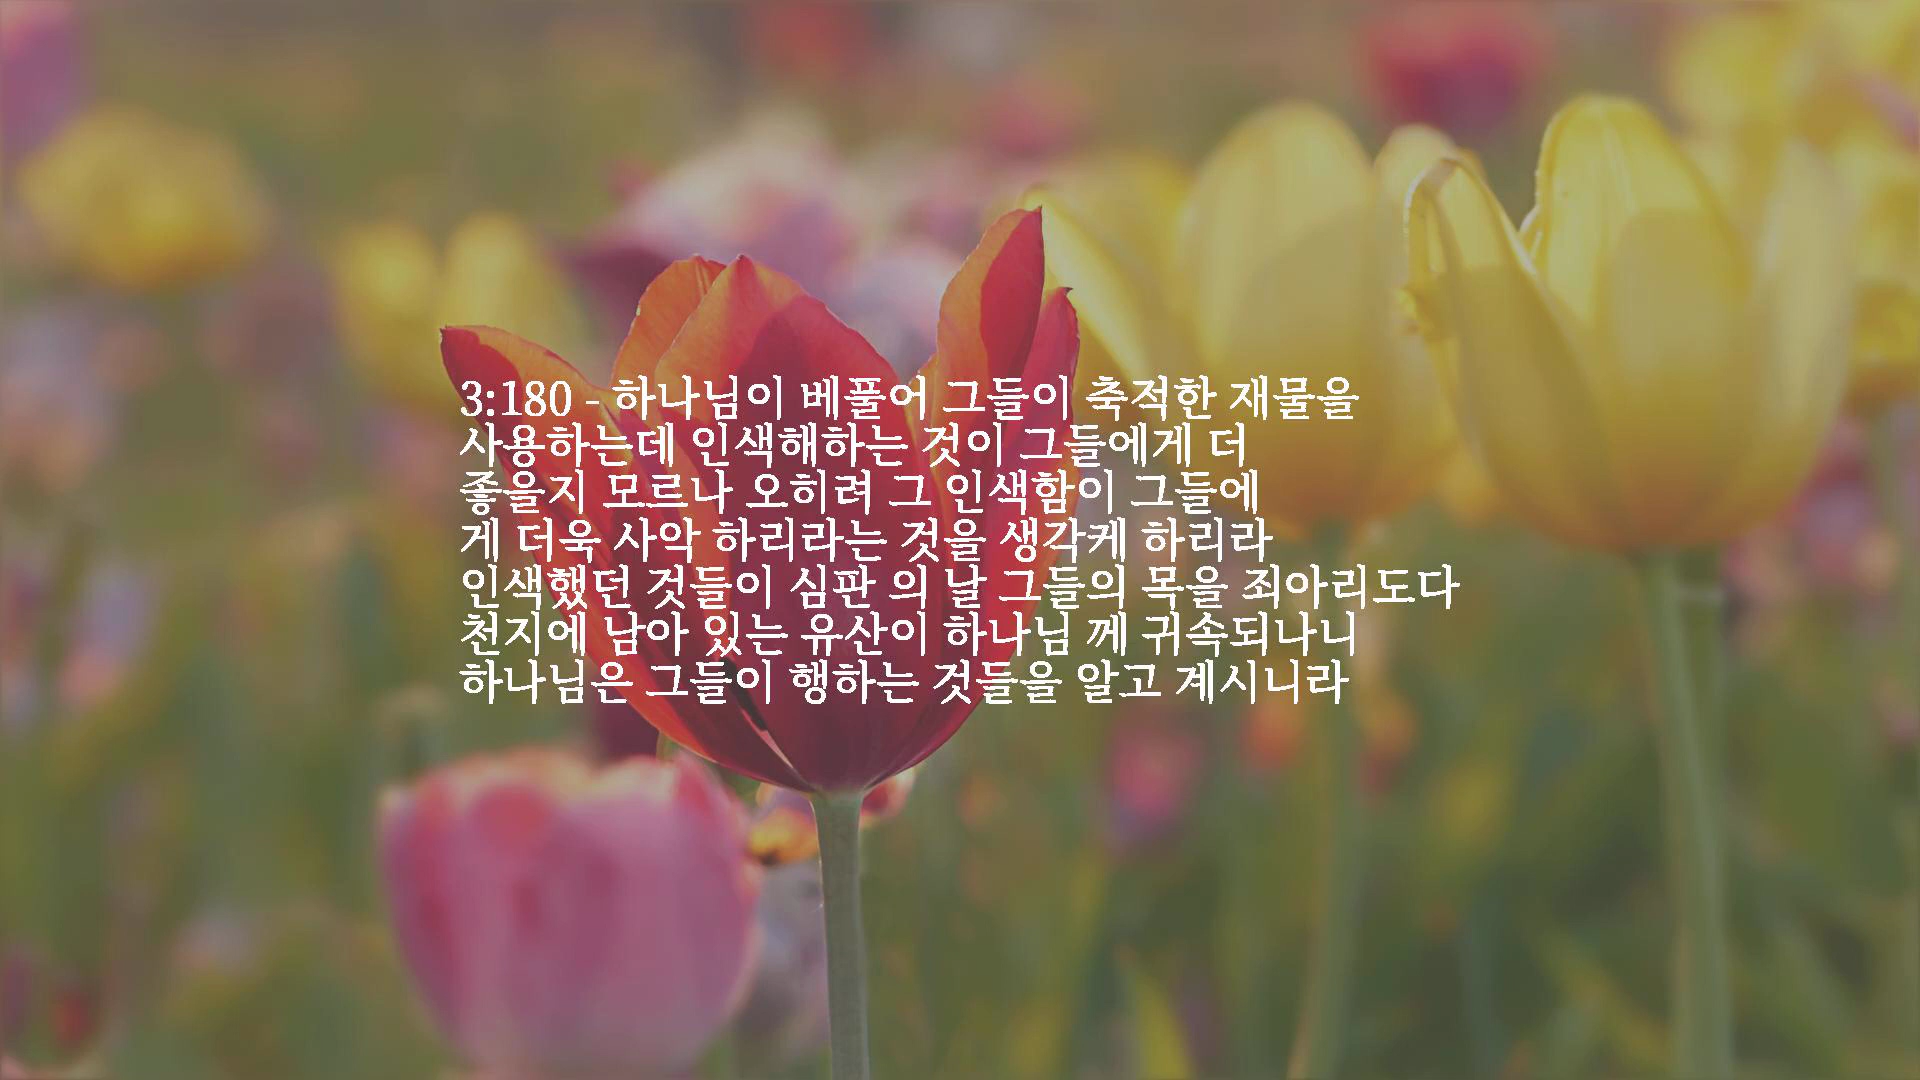 3:180 - 하나님이 베풀어 그들이 축적한 재물을
사용하는데 인색해하는 것이 그들에게 더
좋을지 모르나 오히려 그 인색함이 그들에
게 더욱 사악 하리라는 것을 생각케 하리라
인색했던 것들이 심판 의 날 그들의 목을 죄아리도다
천지에 남아 있는 유산이 하나님 께 귀속되나니
하나님은 그들이 행하는 것들을 알고 계시니라